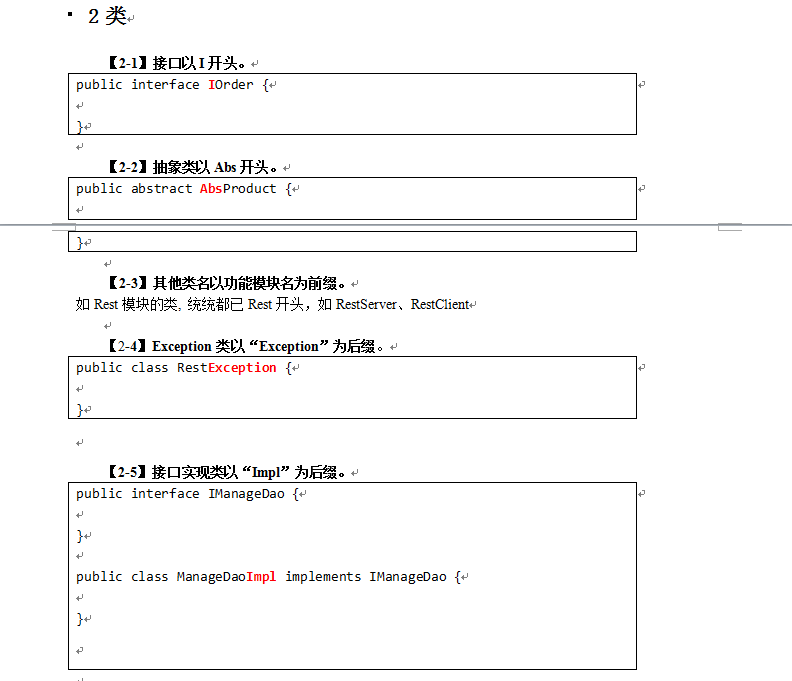 ▪ 2 类
【2-1】接口以 I 开头。
public interface IOrder {
}
【2-2】抽象类以 Abs 开头。
public abstract AbsProduct {
}
【2-3】其他类名以功能模块名为前缀。
如 Rest 模块的类, 统统都已 Rest 开头，如 RestServer、RestClient
【2-4】Exception 类以“Exception”为后缀。
public class RestException {
}
【2-5】接口实现类以“Impl”为后缀。
public interface IManageDao {
}
public class ManageDaoImpl implements IManageDao {
}